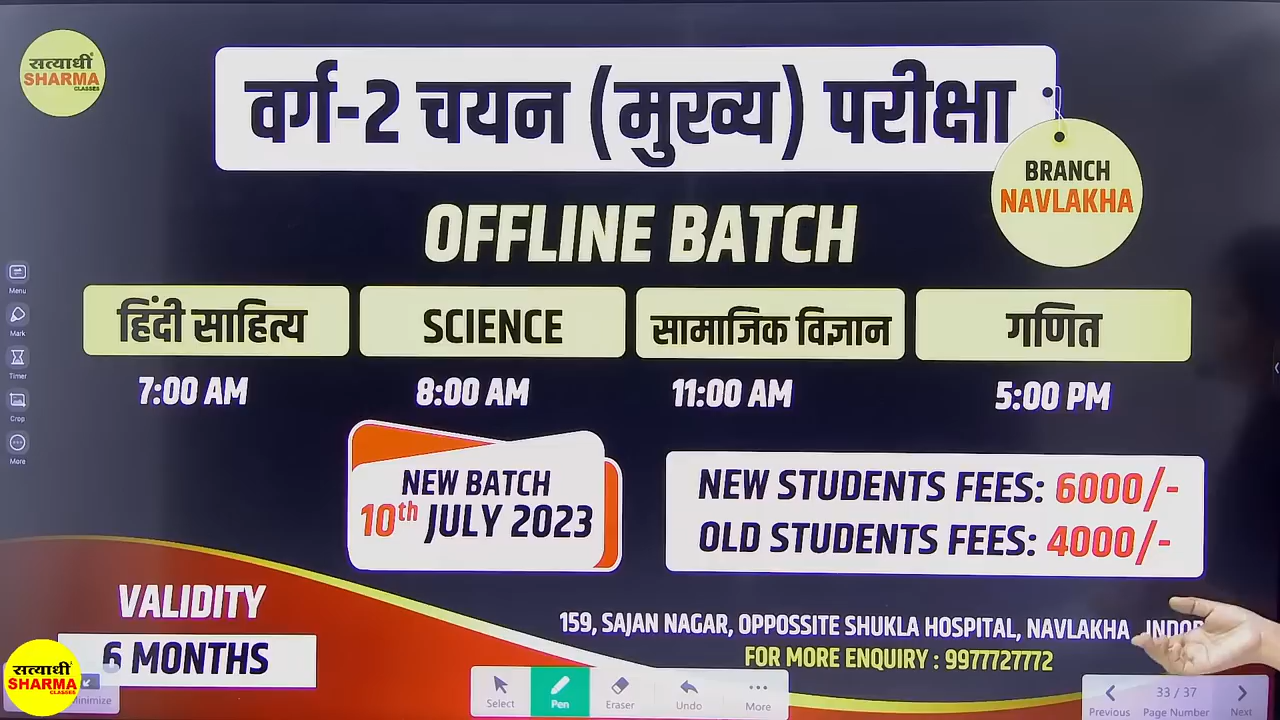 सत्यार्थी
SHARMA
CLASSES
वर्ग-2 चयन (मुख्य) परीक्षा
BRANCH
NAVLAKHA
OFFLINE BATCH
हिंदी साहित्य
SCIENCE
सामाजिक विज्ञान
गणित
7:00 AM
8:00 AM
11:00 AM
5:00 PM
Menu
Mark
Timer
Crop
More
NEW BATCH
10th JULY 2023
NEW STUDENTS FEES: 6000/-
OLD STUDENTS FEES: 4000/-
VALIDITY
6 MONTHS
159, SAJAN NAGAR, OPPOSSITE SHUKLA HOSPITAL, NAVLAKHA
FOR MORE ENQUIRY : 9977727772
सत्यार्थी
SHARMA
CLASSES
Minimize
Select
Pen
Eraser
Undo
More
33 / 37
Previous
Page Number
Next